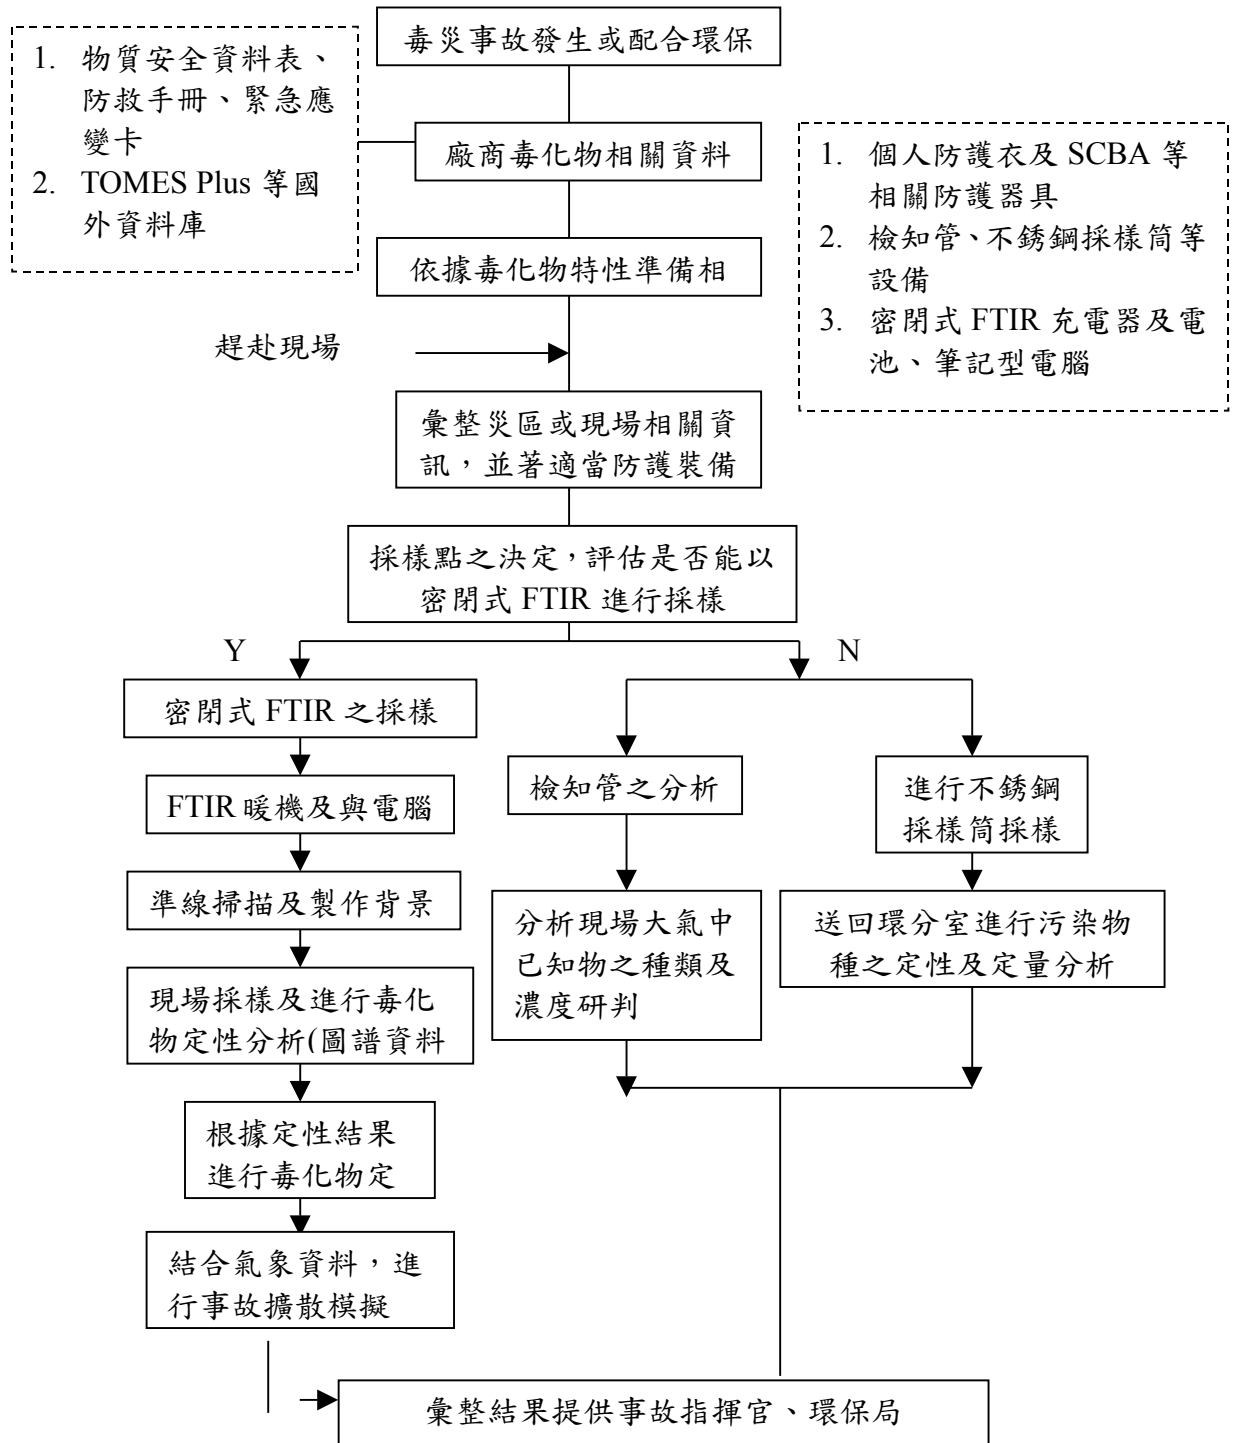 毒災事故發生或配合環保
1. 物質安全資料表、
防救手冊、緊急應
變卡
2. TOMES Plus 等國
外資料庫
廠商毒化物相關資料
1. 個人防護衣及 SCBA 等
相關防護器具
2. 檢知管、不銹鋼採樣筒等
設備
3. 密閉式 FTIR 充電器及電
池、筆記型電腦
依據毒化物特性準備相
趕赴現場
彙整災區或現場相關資
訊，並著適當防護裝備
採樣點之決定，評估是否能以
密閉式 FTIR 進行採樣
Y
N
密閉式 FTIR 之採樣
FTIR 暖機及與電腦
準線掃描及製作背景
現場採樣及進行毒化
物定性分析(圖譜資料
根據定性結果
進行毒化物定
結合氣象資料，進
行事故擴散模擬
檢知管之分析
分析現場大氣中
已知物之種類及
濃度研判
進行不銹鋼
採樣筒採樣
送回環分室進行污染物
種之定性及定量分析
彙整結果提供事故指揮官、環保局